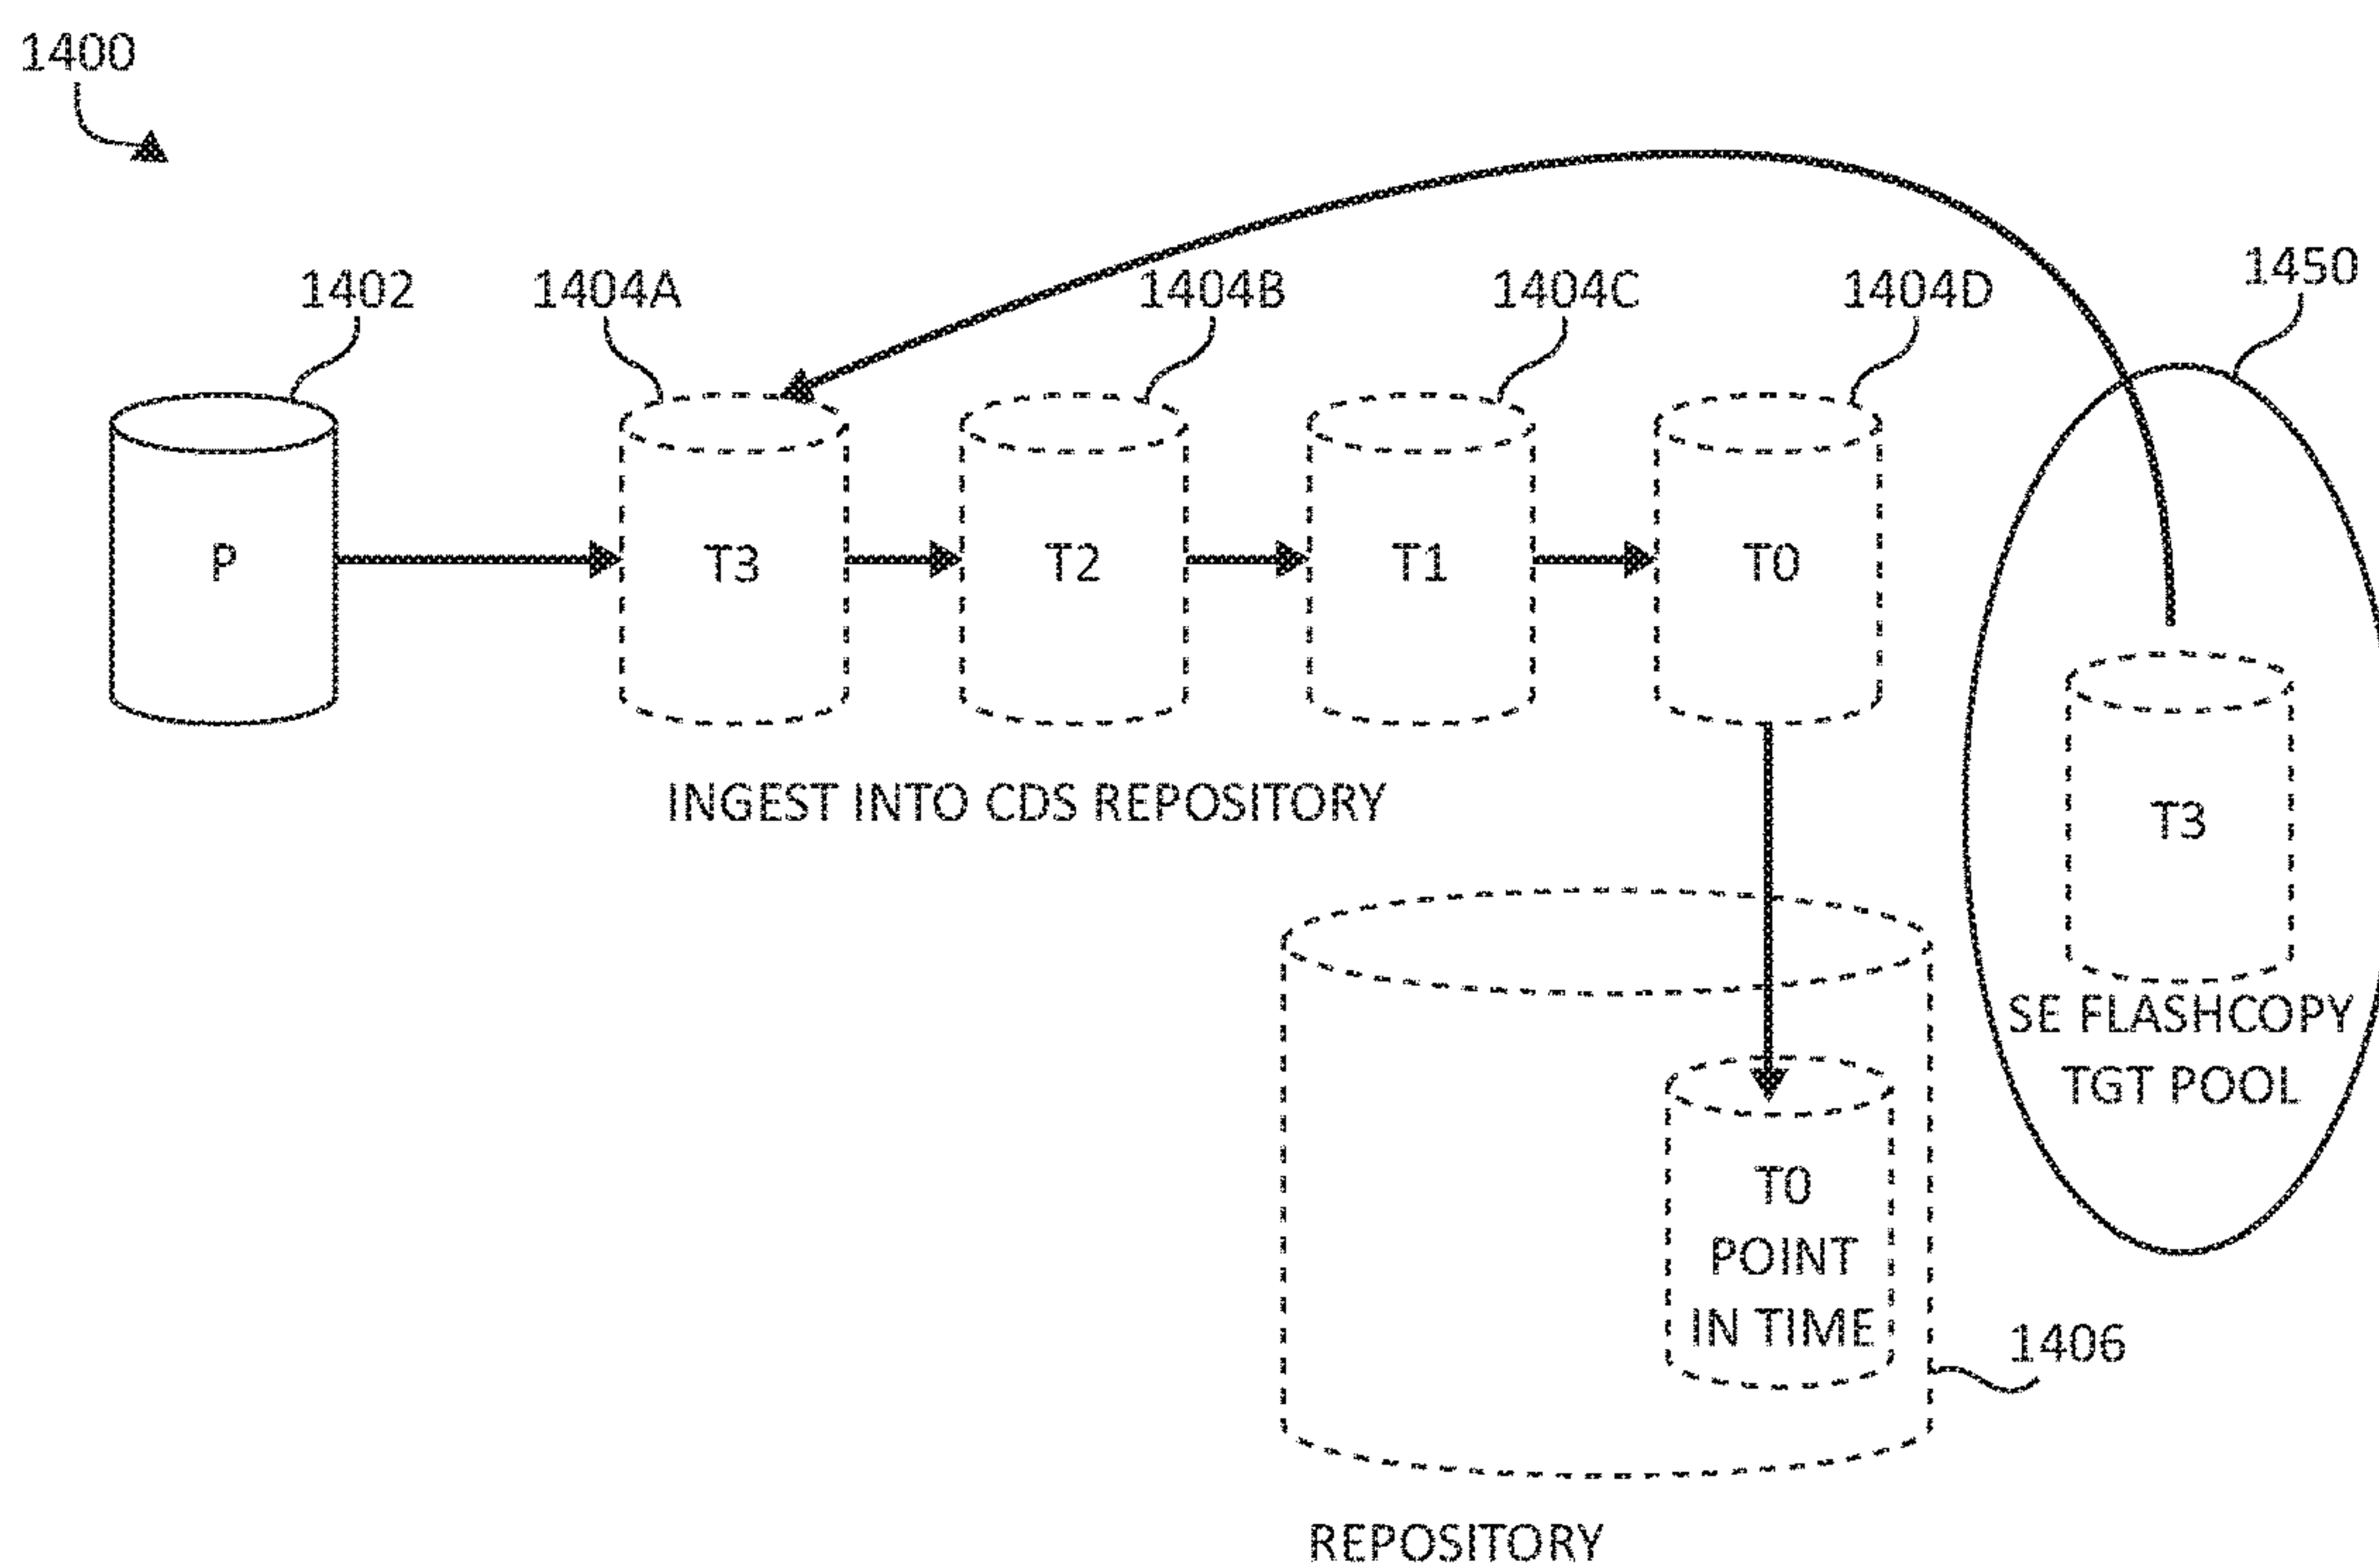 1400
1402
1404A
1404B
1404C
1404D
1450
P
T3
T2
T1
T0
INGEST INTO CDS REPOSITORY
T3
SE FLASHCOPY
TGT POOL
T0
POINT
IN TIME
1406
REPOSITORY